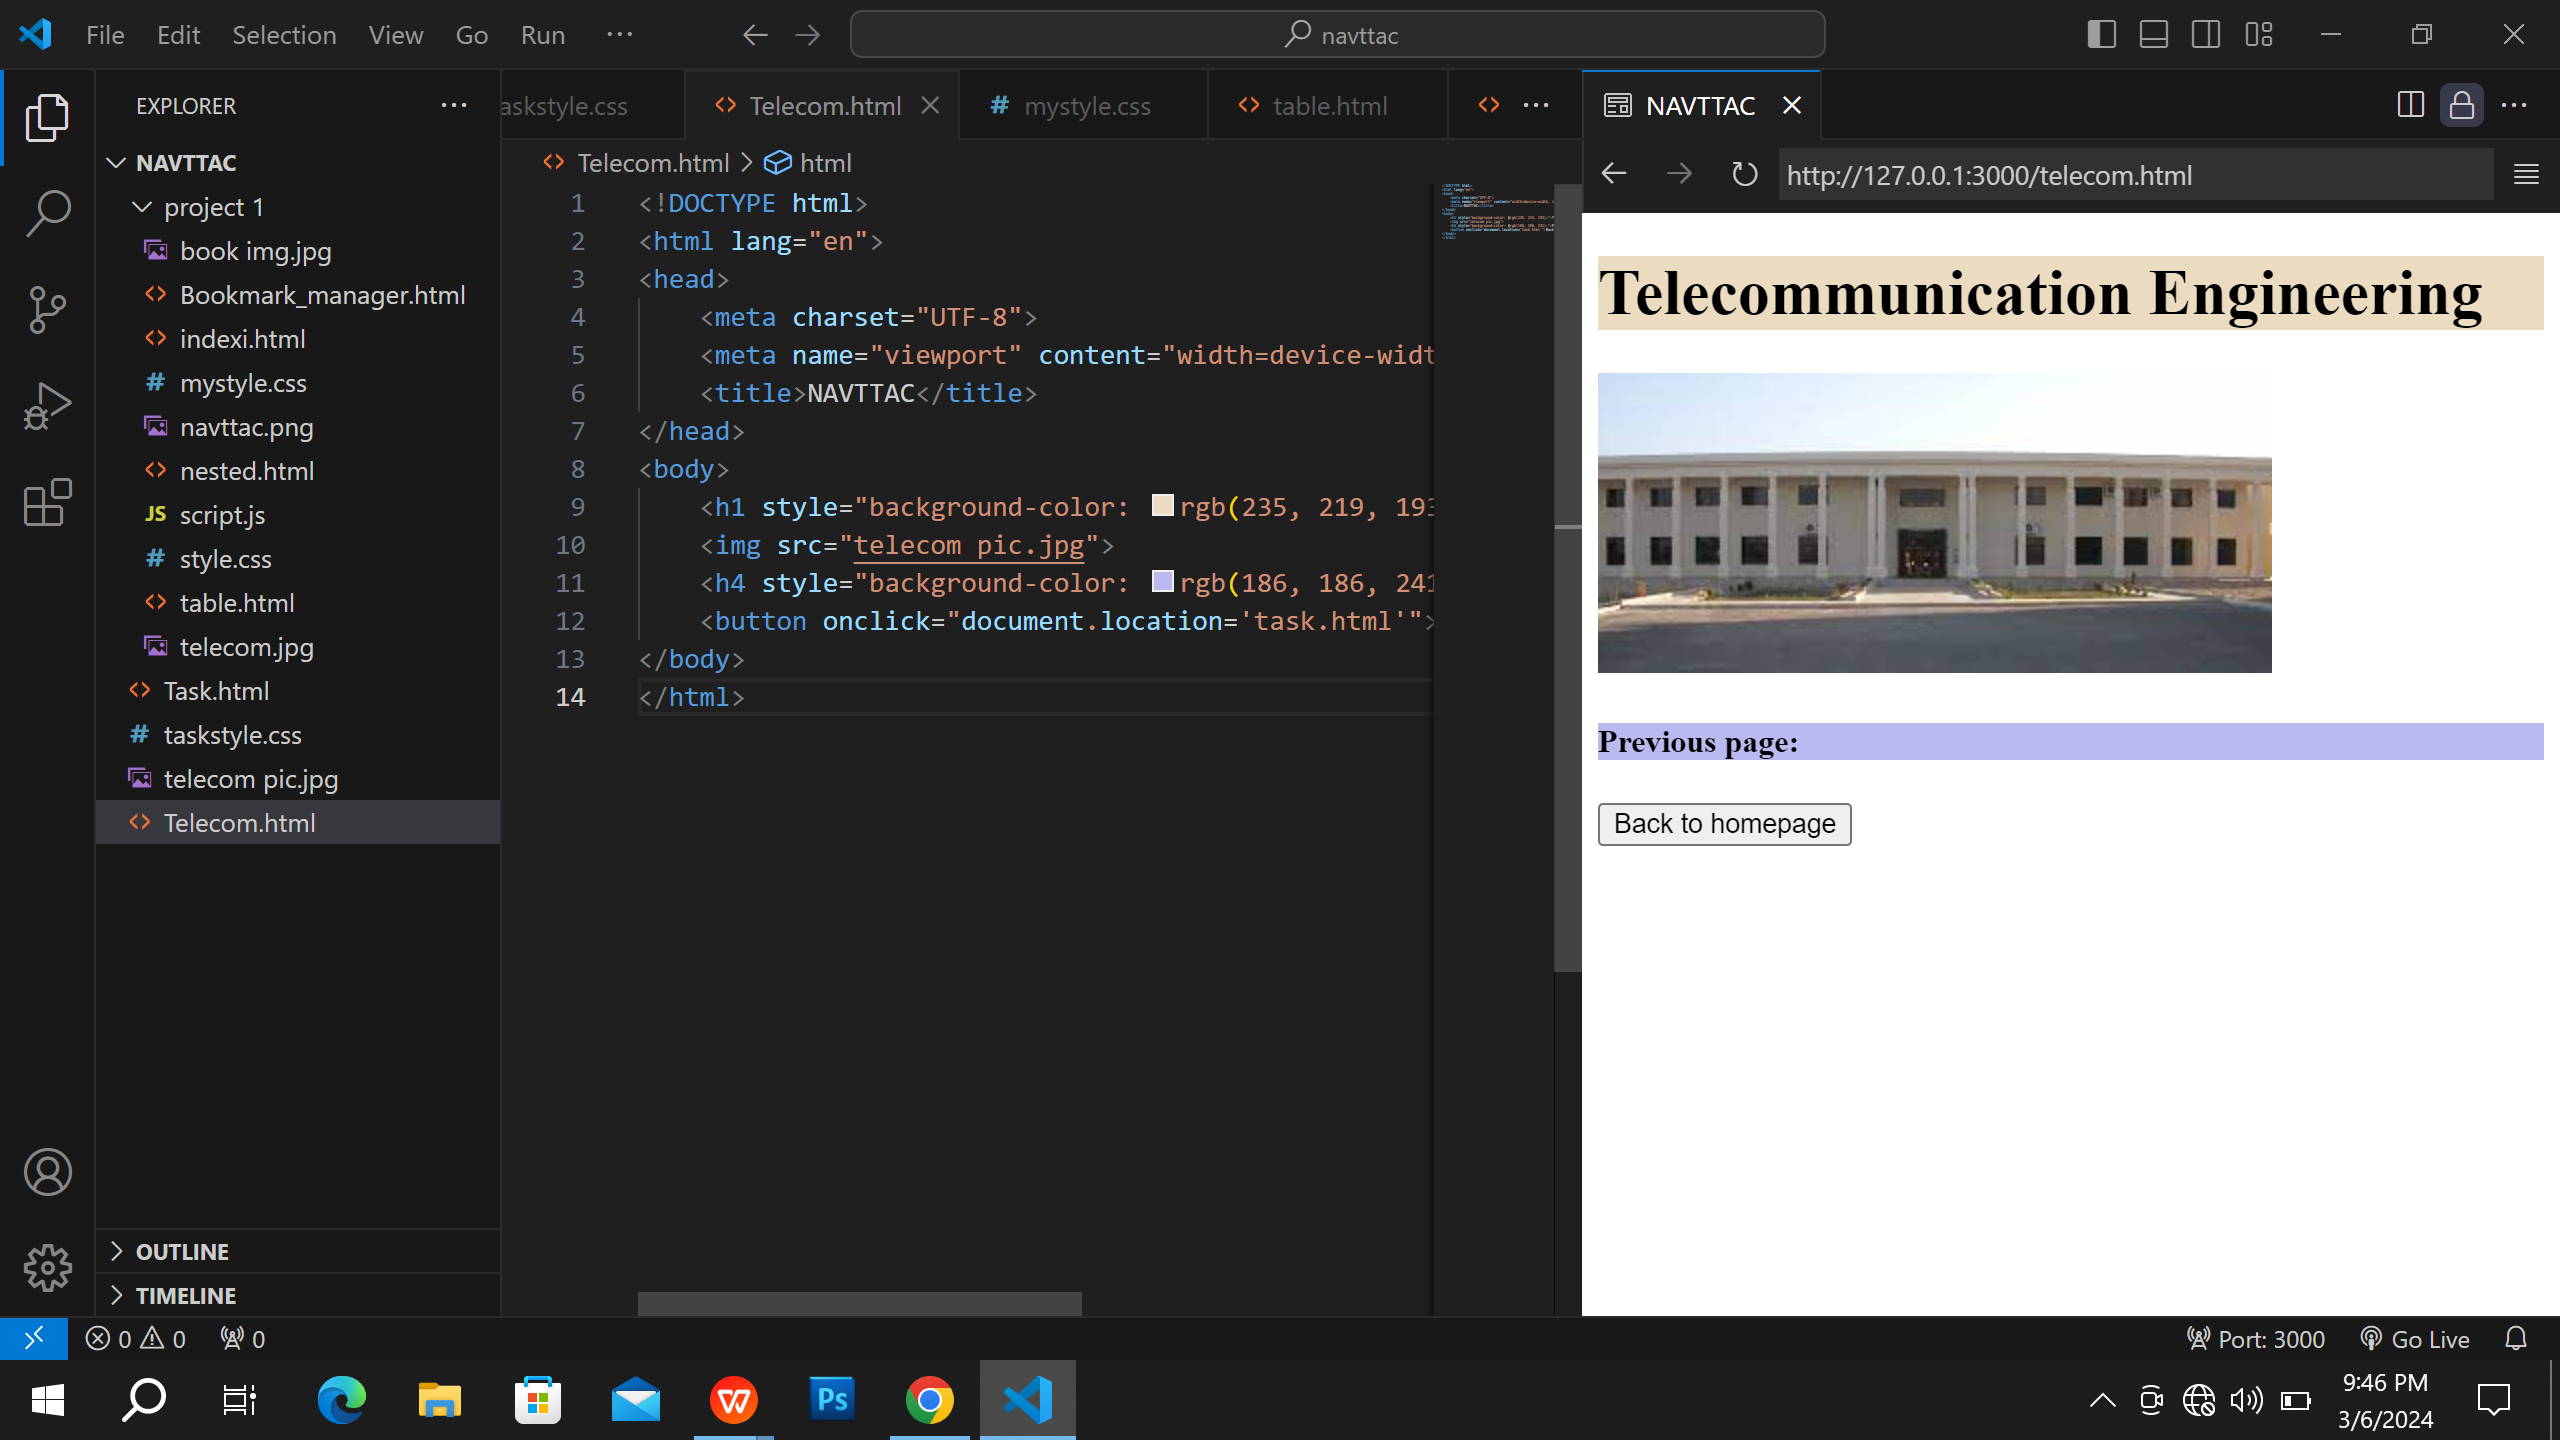 File Edit Selection View Go Run ... navttac
EXPLORER ...
NAVTTAC
project 1
book img.jpg
Bookmark_manager.html
indexi.html
mystyle.css
navttac.png
nested.html
JS script.js
style.css
table.html
telecom.jpg
Task.html
taskstyle.css
telecom pic.jpg
Telecom.html
OUTLINE
TIMELINE
askstyle.css Telecom.html mystyle.css table.html ...
Telecom.html > html
1 <!DOCTYPE html>
2 <html lang="en">
3 <head>
4 <meta charset="UTF-8">
5 <meta name="viewport" content="width=device-widt
6 <title>NAVTTAC</title>
7 </head>
8 <body>
9 <h1 style="background-color: rgb(235, 219, 193
10 <img src="telecom pic.jpg">
11 <h4 style="background-color: rgb(186, 186, 241
12 <button onclick="document.location='task.html'">
13 </body>
14 </html>
NAVTTAC
http://127.0.0.1:3000/telecom.html
Telecommunication Engineering
Previous page:
Back to homepage
0 0 0 Port: 3000 Go Live
Ps
9:46 PM
3/6/2024